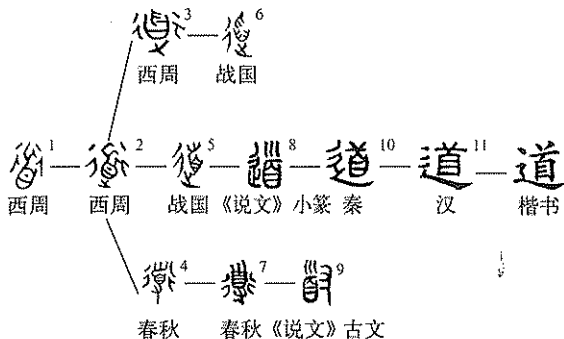 3 6
西周 战国
1 2 5 8 10 道 11 道
西周 西周 战国 《说文》小篆 秦 汉 楷书
4 7 9
春秋 春秋 《说文》古文